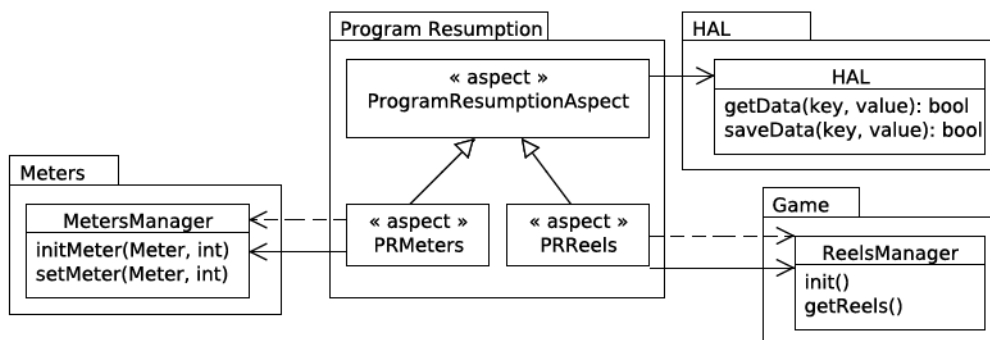 Program Resumption
« aspect »
ProgramResumptionAspect
« aspect »
PRMeters
« aspect »
PRReels
HAL
HAL
getData(key, value): bool
saveData(key, value): bool
Meters
MetersManager
initMeter(Meter, int)
setMeter(Meter, int)
Game
ReelsManager
init()
getReels()